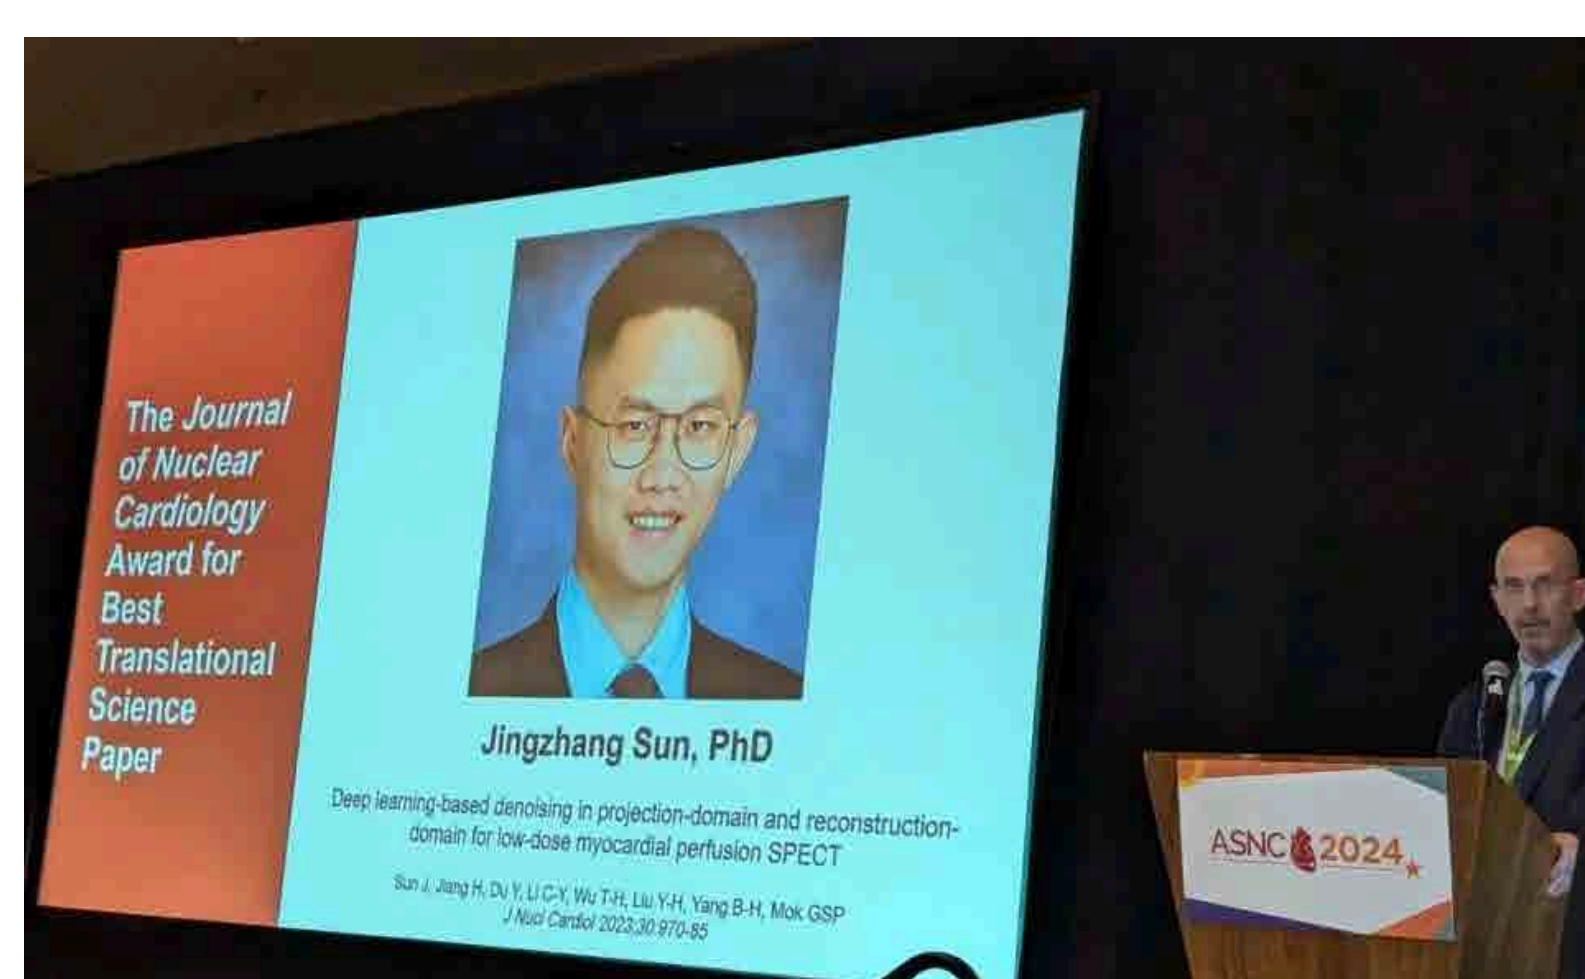 The Journal
of Nuclear
Cardiology
Award for
Best
Translational
Science
Paper
Jingzhang Sun, PhD
Deep learning-based denoising in projection-domain and reconstruction-
domain for low-dose myocardial perfusion SPECT
Sun J, Jiang H, Du Y, Li C-Y, Wu T-H, Liu Y-H, Yang B-H, Mok GSP
J Nucl Cardiol 2023;30:970-85
ASNC 2024